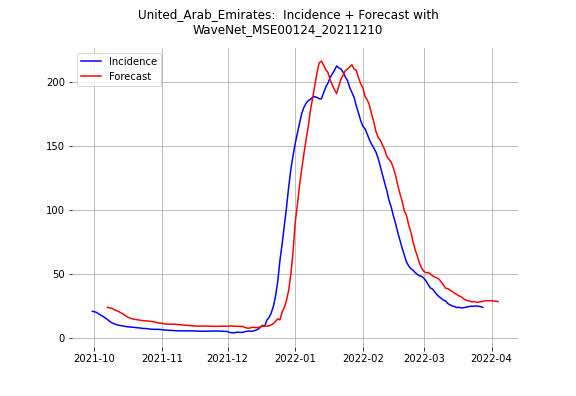 United_Arab_Emirates:  Incidence + Forecast with
WaveNet_MSE00124_20211210
Incidence
Forecast
200
150
100
50
0
2021-10 2021-11 2021-12 2022-01 2022-02 2022-03 2022-04